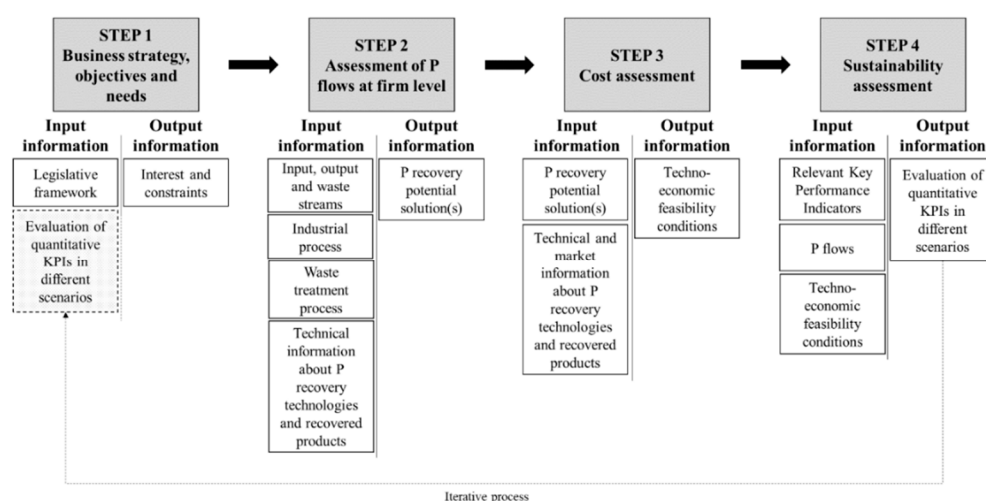 STEP 1
Business strategy,
objectives and
needs
STEP 2
Assessment of P
flows at firm level
STEP 3
Cost assessment
STEP 4
Sustainability
assessment
Input
information
Output
information
Legislative
framework
Evaluation of
quantitative
KPIs in
different
scenarios
Interest and
constraints
Input
information
Output
information
Input, output
and waste
streams
Industrial
process
Waste
treatment
process
Technical
information
about P
recovery
technologies
and recovered
products
P recovery
potential
solution(s)
Input
information
Output
information
P recovery
potential
solution(s)
Technical and
market
information
about P
recovery
technologies
and recovered
products
Techno-
economic
feasibility
conditions
Input
information
Output
information
Relevant Key
Performance
Indicators
P flows
Techno-
economic
feasibility
conditions
Evaluation of
quantitative
KPIs in
different
scenarios
Iterative process